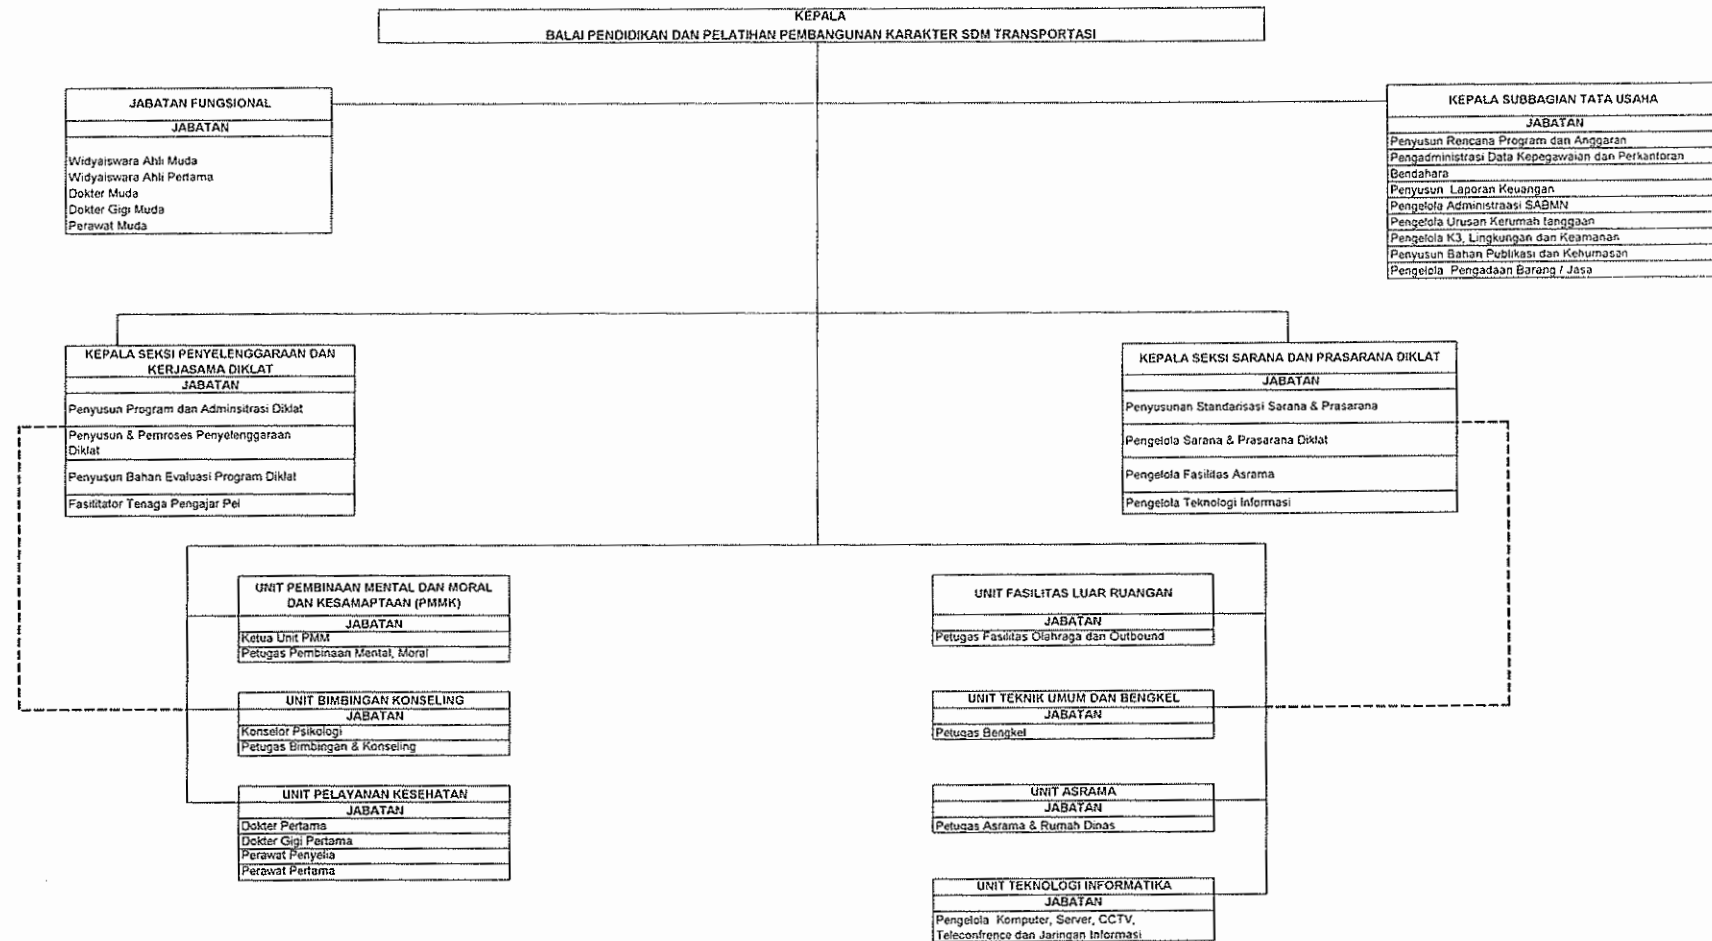 KEPALA
BALAI PENDIDIKAN DAN PELATIHAN PEMBANGUNAN KARAKTER SDM TRANSPORTASI
JABATAN FUNGSIONAL
JABATAN
Widyaiswara Ahli Muda
Widyaiswara Ahli Pertama
Dokter Muda
Dokter Gigi Muda
Perawat Muda
KEPALA SUBBAGIAN TATA USAHA
JABATAN
Penyusun Rencana Program dan Anggaran
Pengadministrasi Data Kepegawaian dan Perkantoran
Bendahara
Penyusun Laporan Keuangan
Pengelola Administraasi SABMN
Pengelola Urusan Kerumah tanggaan
Pengelola K3, Lingkungan dan Keamanan
Penyusun Bahan Publikasi dan Kehumasan
Pengelola Pengadaan Barang / Jasa
KEPALA SEKSI PENYELENGGARAAN DAN
KERJASAMA DIKLAT
JABATAN
Penyusun Program dan Adminsitrasi Diklat
Penyusun & Pemroses Penyelenggaraan
Diklat
Penyusun Bahan Evaluasi Program Diklat
Fasilitator Tenaga Pengajar Pel
KEPALA SEKSI SARANA DAN PRASARANA DIKLAT
JABATAN
Penyusunan Standarisasi Sarana & Prasarana
Pengelola Sarana & Prasarana Diklat
Pengelola Fasilitas Asrama
Pengelola Teknologi Informasi
UNIT PEMBINAAN MENTAL DAN MORAL
DAN KESAMAPTAAN (PMMK)
JABATAN
Ketua Unit PMM
Petugas Pembinaan Mental, Moral
UNIT BIMBINGAN KONSELING
JABATAN
Konselor Psikologi
Petugas Bimbingan & Konseling
UNIT PELAYANAN KESEHATAN
JABATAN
Dokter Pertama
Dokter Gigi Pertama
Perawat Penyelia
Perawat Pertama
UNIT FASILITAS LUAR RUANGAN
JABATAN
Petugas Fasilitas Olahraga dan Outbound
UNIT TEKNIK UMUM DAN BENGKEL
JABATAN
Petugas Bengkel
UNIT ASRAMA
JABATAN
Petugas Asrama & Rumah Dinas
UNIT TEKNOLOGI INFORMATIKA
JABATAN
Pengelola Komputer, Server, CCTV,
Teleconfrence dan Jaringan Informasi